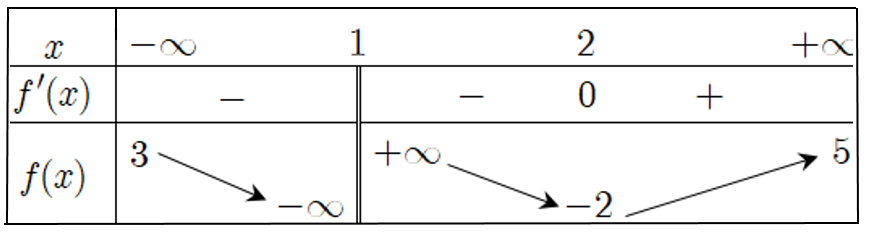 x −∞ 1 2 +∞
f′(x) − − 0 +
f(x) 3 −∞ +∞ −2 5